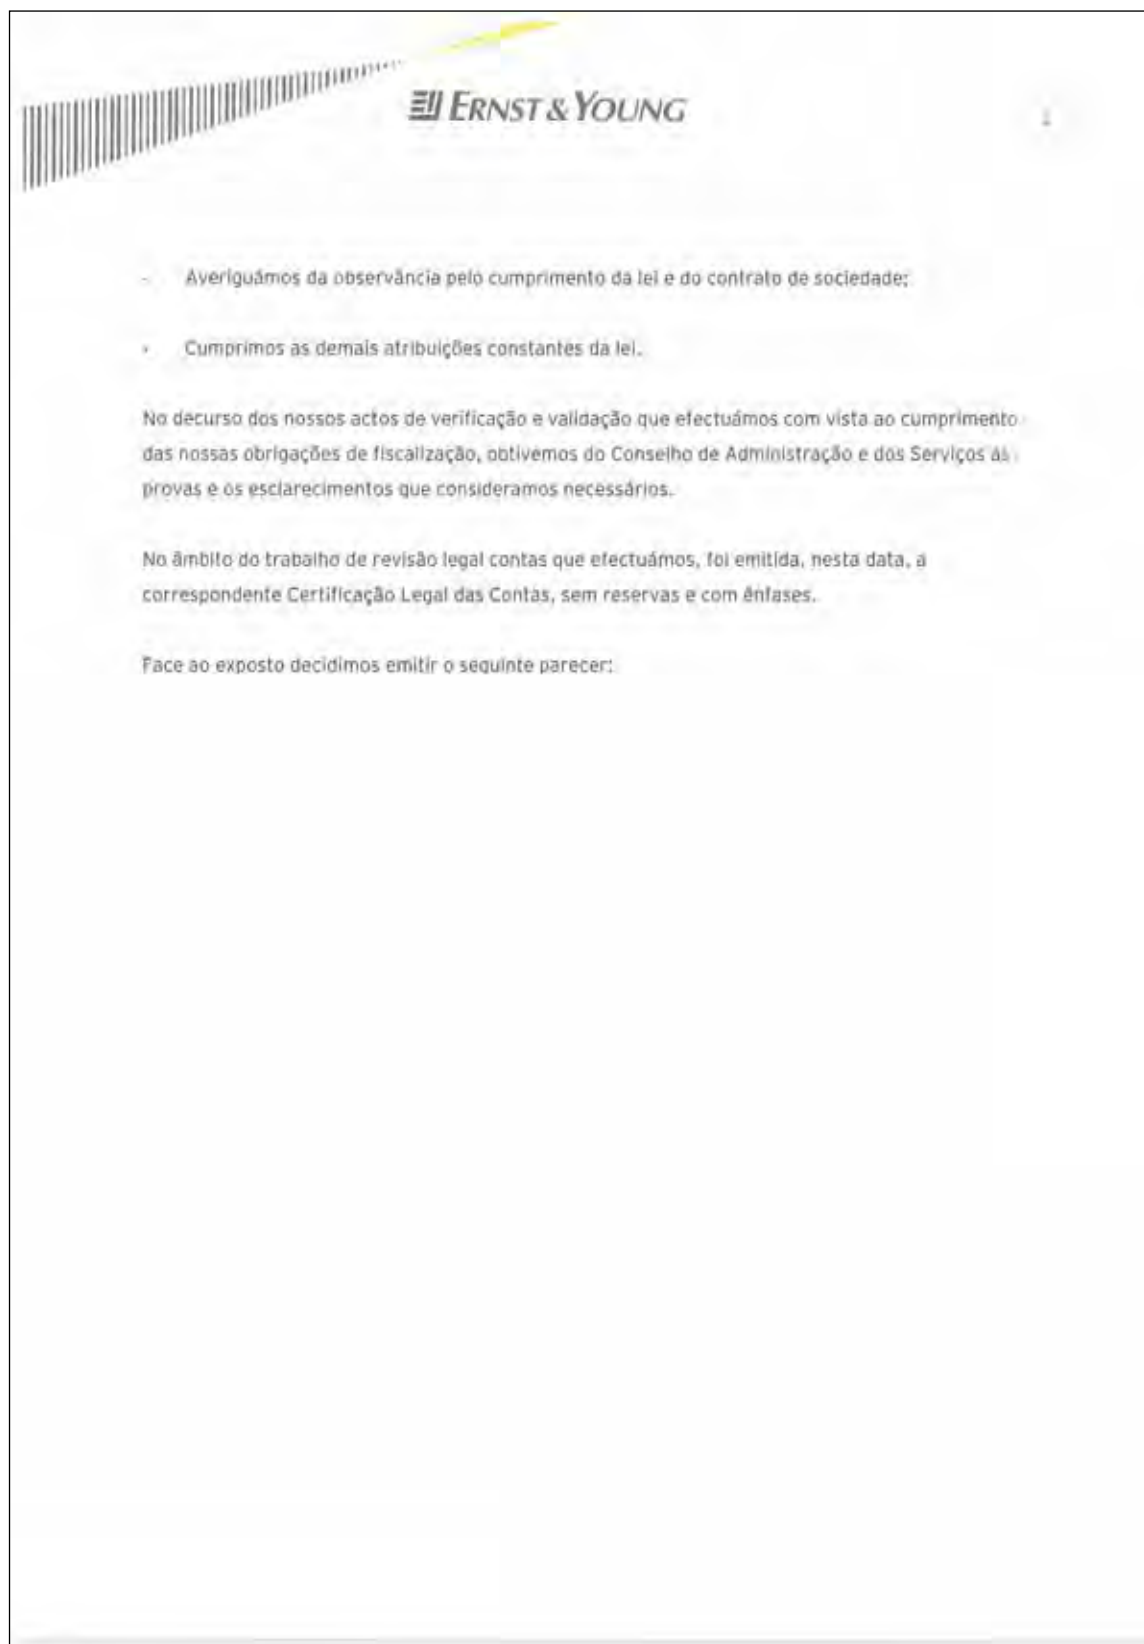 ERNST & YOUNG
- Averiguámos da observância pelo cumprimento da lei e do contrato de sociedade;
- Cumprimos as demais atribuições constantes da lei.
No decurso dos nossos actos de verificação e validação que efectuámos com vista ao cumprimento
das nossas obrigações de fiscalização, obtivemos do Conselho de Administração e dos Serviços as
provas e os esclarecimentos que consideramos necessários.
No âmbito do trabalho de revisão legal contas que efectuámos, foi emitida, nesta data, a
correspondente Certificação Legal das Contas, sem reservas e com ênfases.
Face ao exposto decidimos emitir o seguinte parecer: